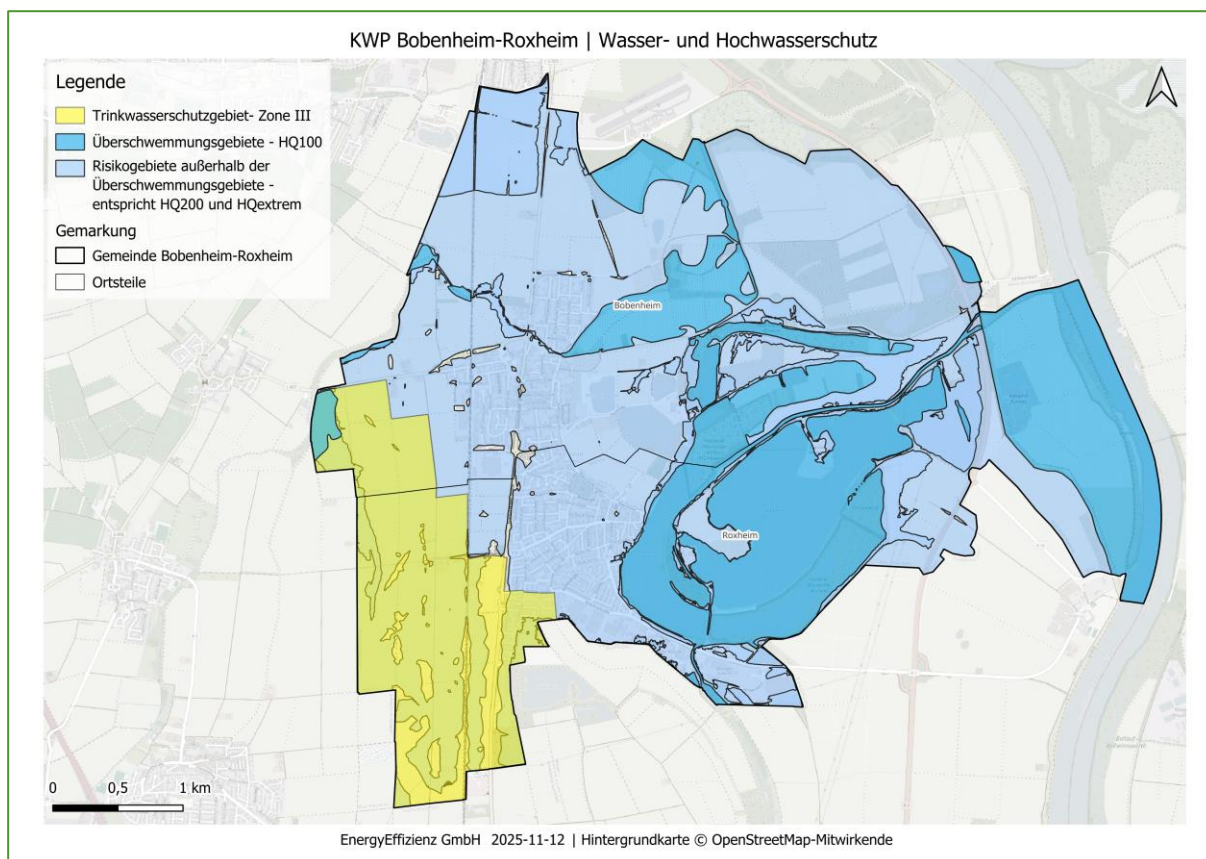 KWP Bobenheim-Roxheim | Wasser- und Hochwasserschutz
Legende
Trinkwasserschutzgebiet- Zone III
Überschwemmungsgebiete - HQ100
Risikogebiete außerhalb der
Überschwemmungsgebiete -
entspricht HQ200 und HQextrem
Gemarkung
Gemeinde Bobenheim-Roxheim
Ortsteile
Bobenheim
Roxheim
0 0,5 1 km
EnergyEffizienz GmbH 2025-11-12 | Hintergrundkarte © OpenStreetMap-Mitwirkende